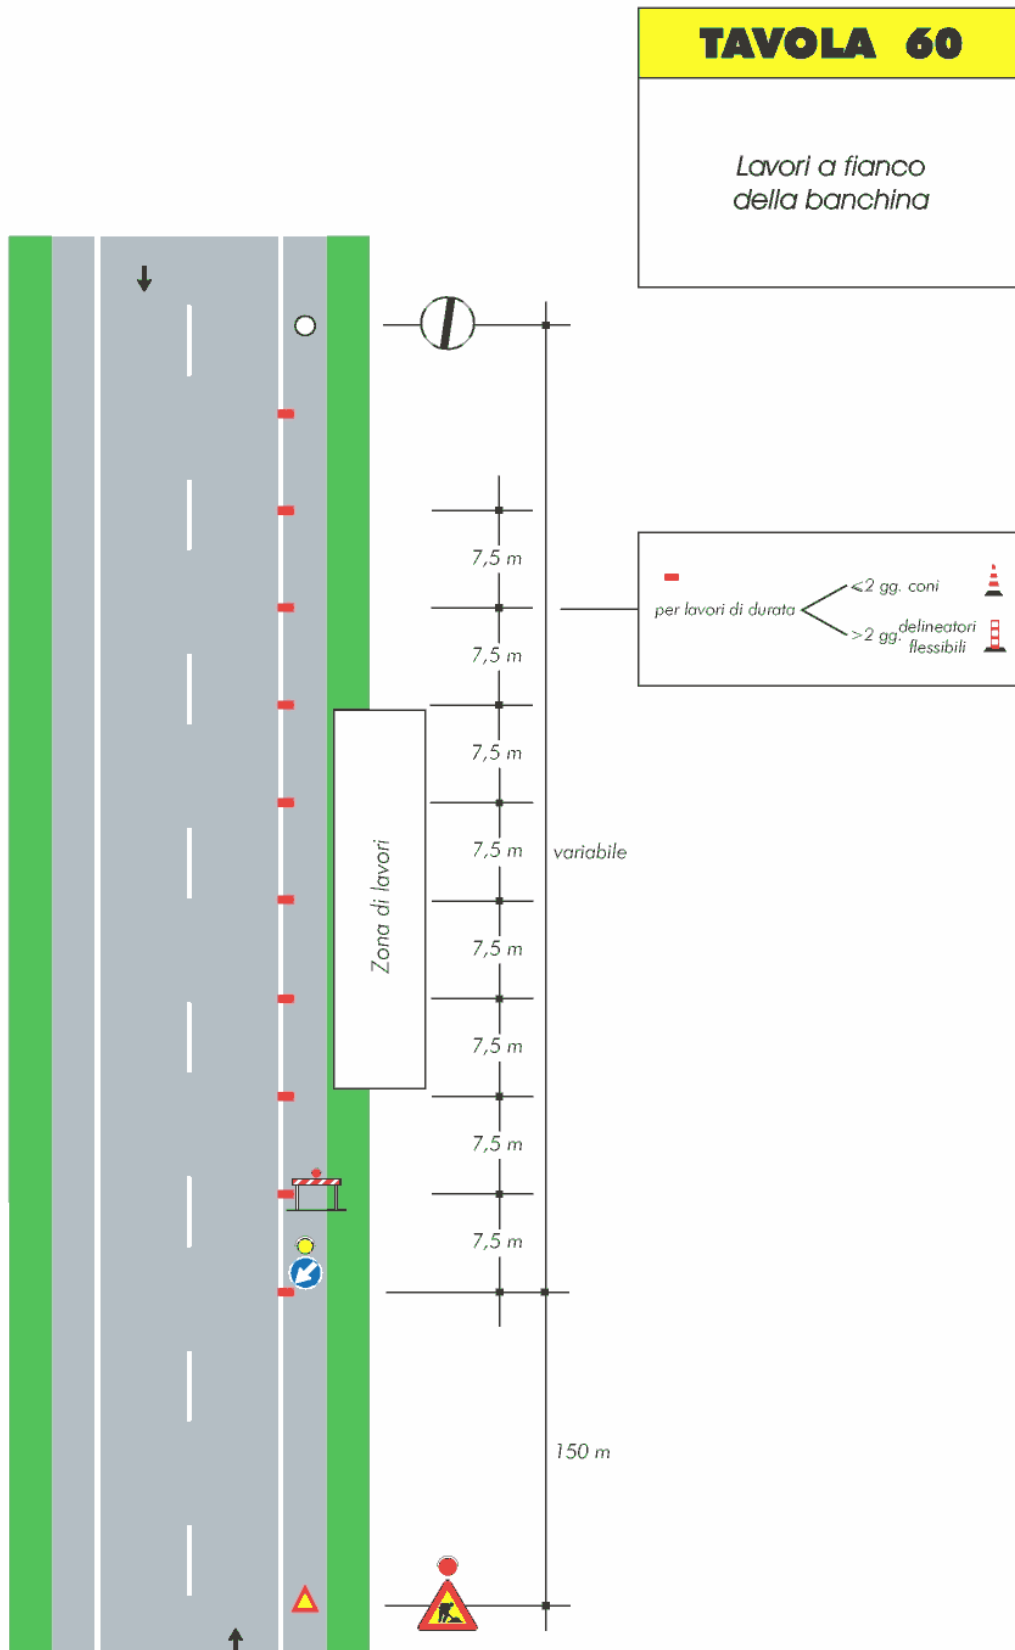 TAVOLA 60
Lavori a fianco
della banchina
7,5 m
per lavori di durata
<2 gg. coni
>2 gg. delineatori
flessibili
7,5 m
7,5 m
7,5 m
variabile
Zona di lavori
7,5 m
7,5 m
7,5 m
7,5 m
150 m